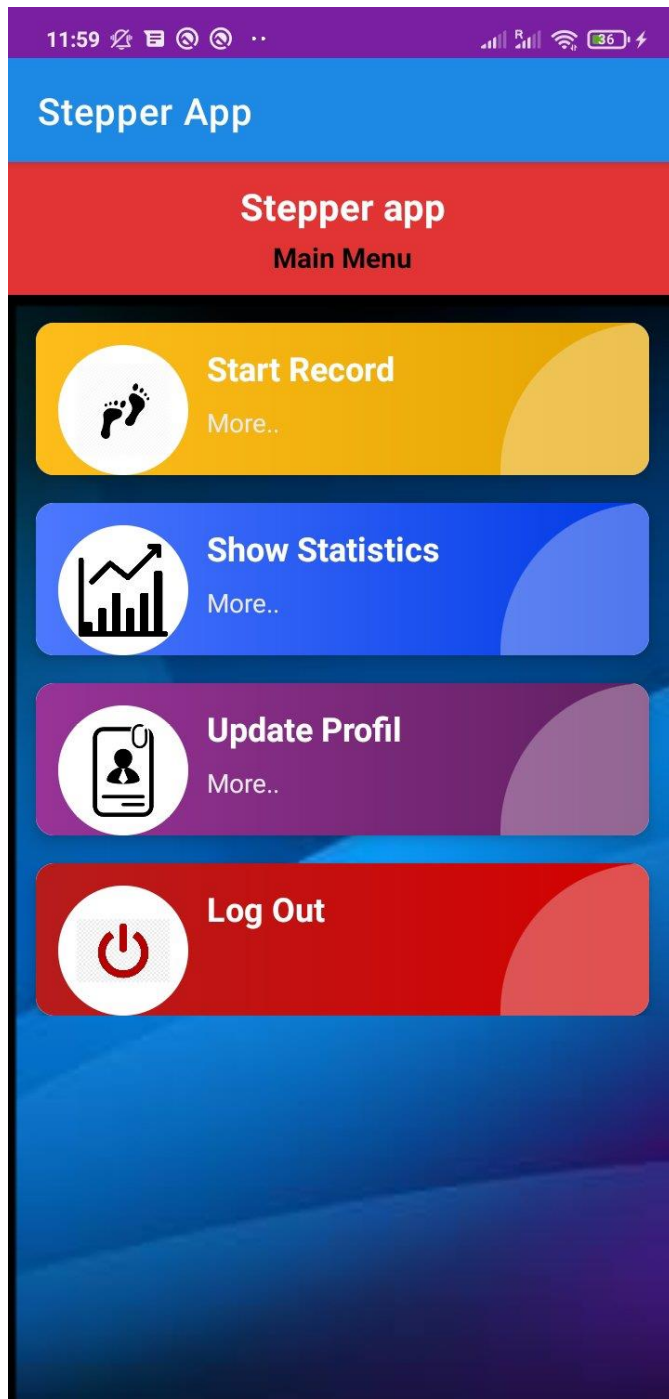 11:59
R
36
Stepper App
Stepper app
Main Menu
Start Record
More..
Show Statistics
More..
Update Profil
More..
Log Out